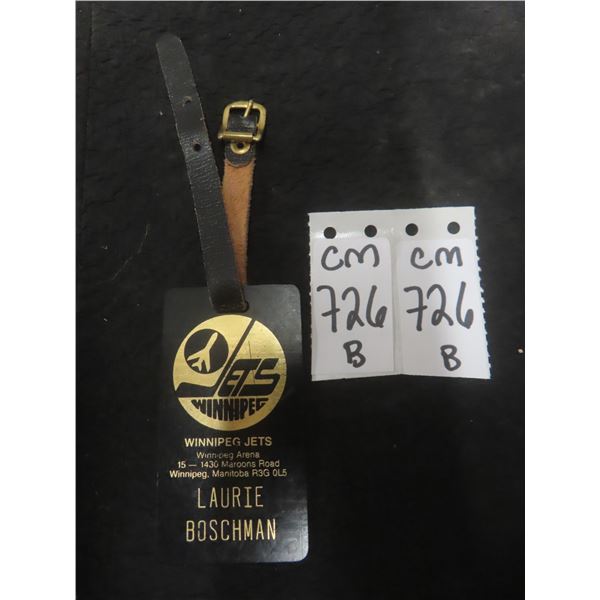 JETS
WINNIPEG
WINNIPEG JETS
Winnipeg Arena
15 — 1430 Maroons Road
Winnipeg, Manitoba R3G 0L5
LAURIE
BOSCHMAN
CM CM
726 726
B B